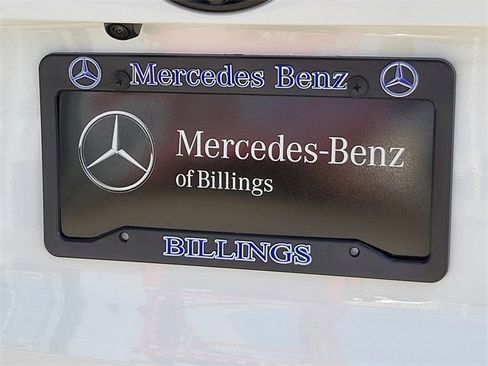 Mercedes Benz
Mercedes-Benz
of Billings
BILLINGS